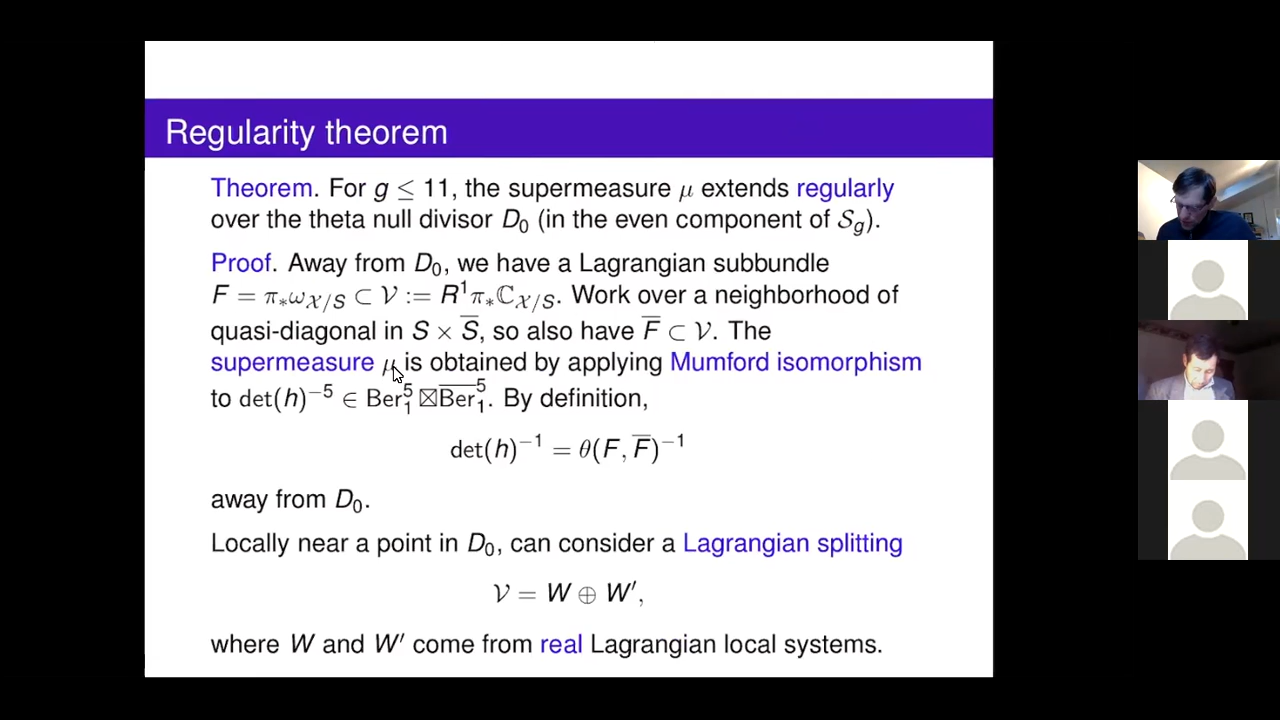 Regularity theorem
Theorem. For g ≤ 11, the supermeasure μ extends regularly
over the theta null divisor D₀ (in the even component of 𝒮_g).
Proof. Away from D₀, we have a Lagrangian subbundle
F = π_*ω_{𝒳/S} ⊂ 𝒱 := R¹π_*ℂ_{𝒳/S}. Work over a neighborhood of
quasi-diagonal in S × S̅, so also have F̅ ⊂ 𝒱. The
supermeasure μ is obtained by applying Mumford isomorphism
to det(h)⁻⁵ ∈ Ber₁⁵ ⊠ \overline{Ber}₁⁵. By definition,
det(h)⁻¹ = θ(F, F̅)⁻¹
away from D₀.
Locally near a point in D₀, can consider a Lagrangian splitting
𝒱 = W ⊕ W′,
where W and W′ come from real Lagrangian local systems.